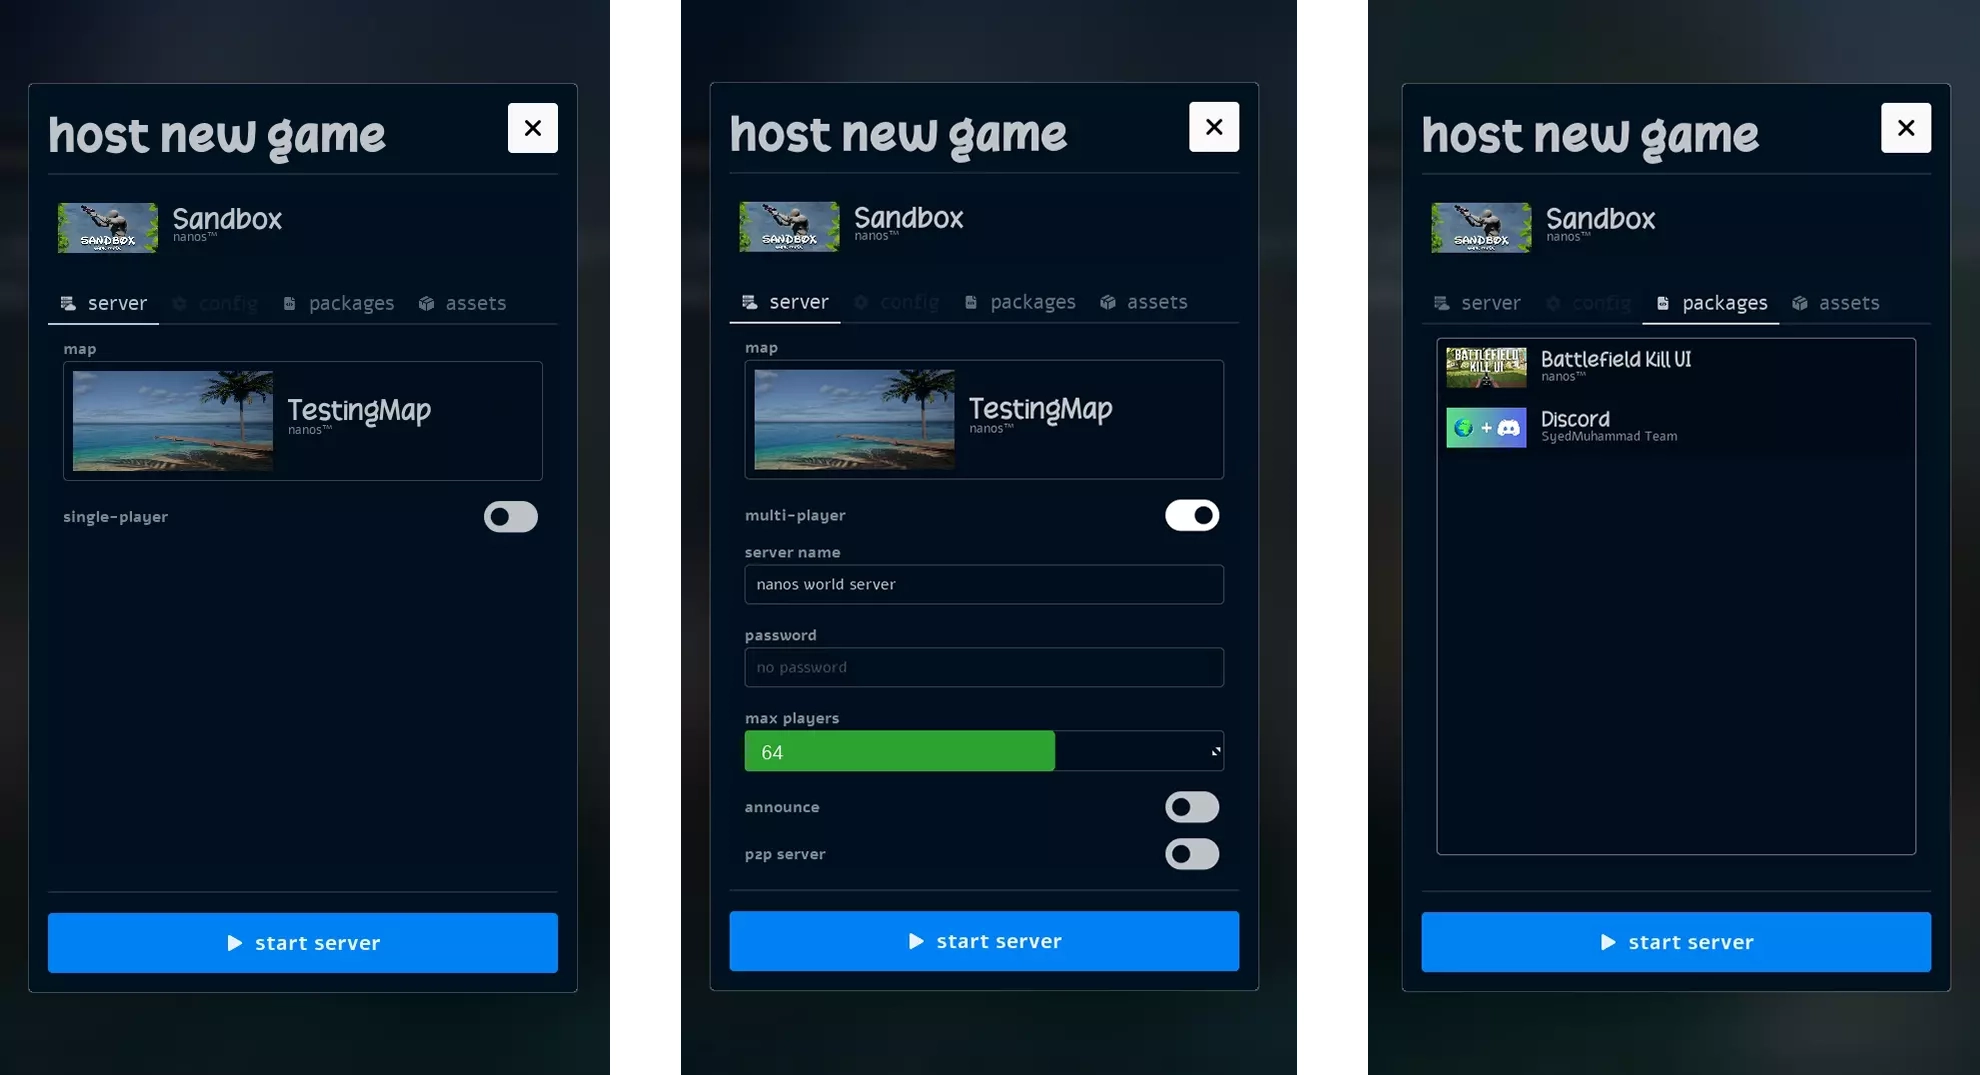 host new game
SANDBOX
Sandbox
nanos™
server
config
packages
assets
map
TestingMap
nanos™
single-player
start server
host new game
SANDBOX
Sandbox
nanos™
server
config
packages
assets
map
TestingMap
nanos™
multi-player
server name
nanos world server
password
no password
max players
64
announce
p2p server
start server
host new game
SANDBOX
Sandbox
nanos™
server
config
packages
assets
BATTLEFIELD
KILL UI
Battlefield Kill UI
nanos™
+
Discord
SyedMuhammad Team
start server